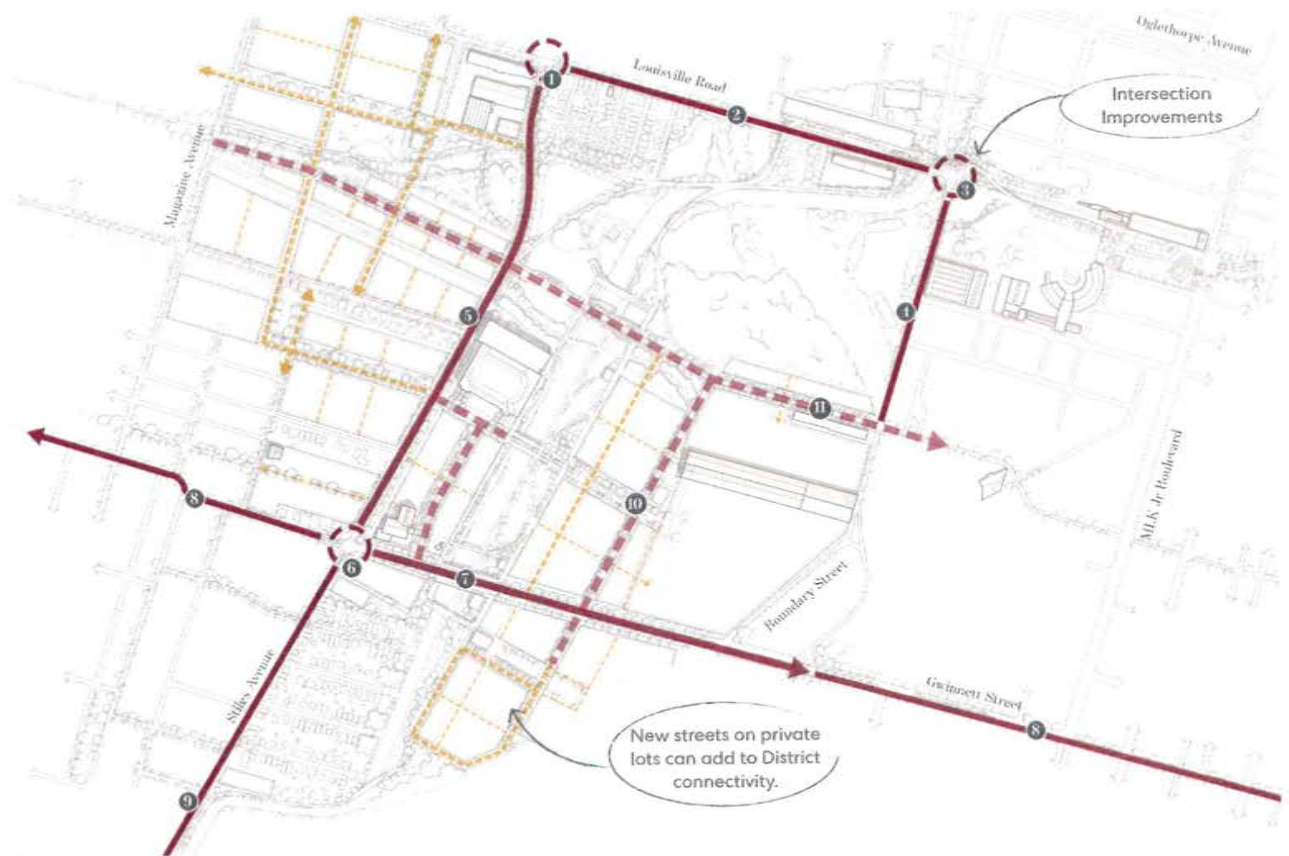 Oglethorpe Avenue
Louisville Road
1
2
Intersection
Improvements
3
Magazine Avenue
4
5
11
MLK Jr Boulevard
8
10
6
7
Boundary Street
Stiles Avenue
Gwinnett Street
8
New streets on private
lots can add to District
connectivity.
9